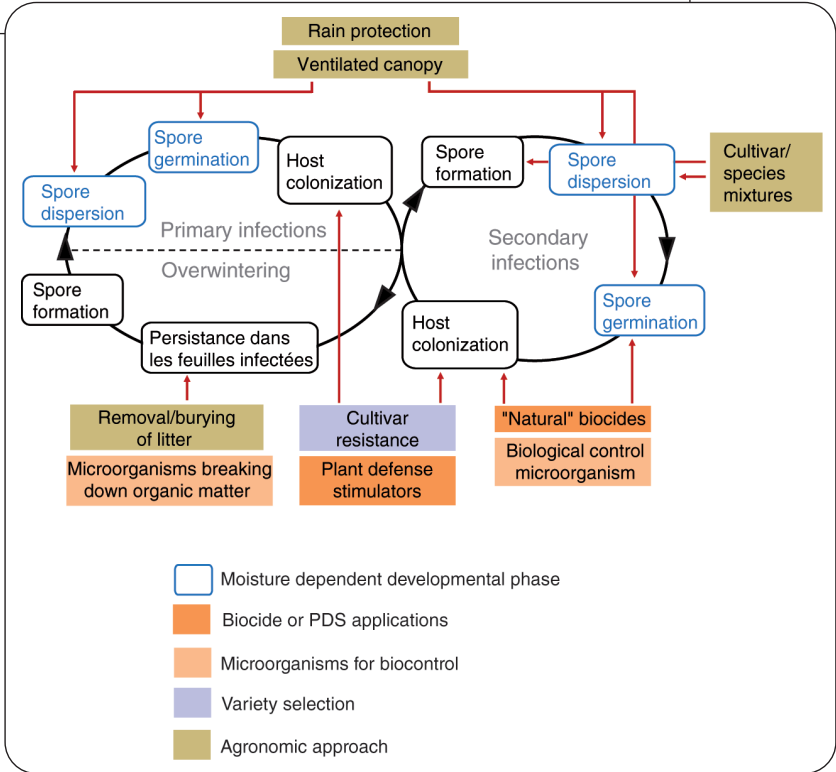 Rain protection
Ventilated canopy
Spore
germination
Host
colonization
Spore
formation
Spore
dispersion
Cultivar/
species
mixtures
Spore
dispersion
Primary infections
Overwintering
Secondary
infections
Spore
formation
Persistance dans
les feuilles infectées
Host
colonization
Spore
germination
Removal/burying
of litter
Microorganisms breaking
down organic matter
Cultivar
resistance
Plant defense
stimulators
"Natural" biocides
Biological control
microorganism
Moisture dependent developmental phase
Biocide or PDS applications
Microorganisms for biocontrol
Variety selection
Agronomic approach